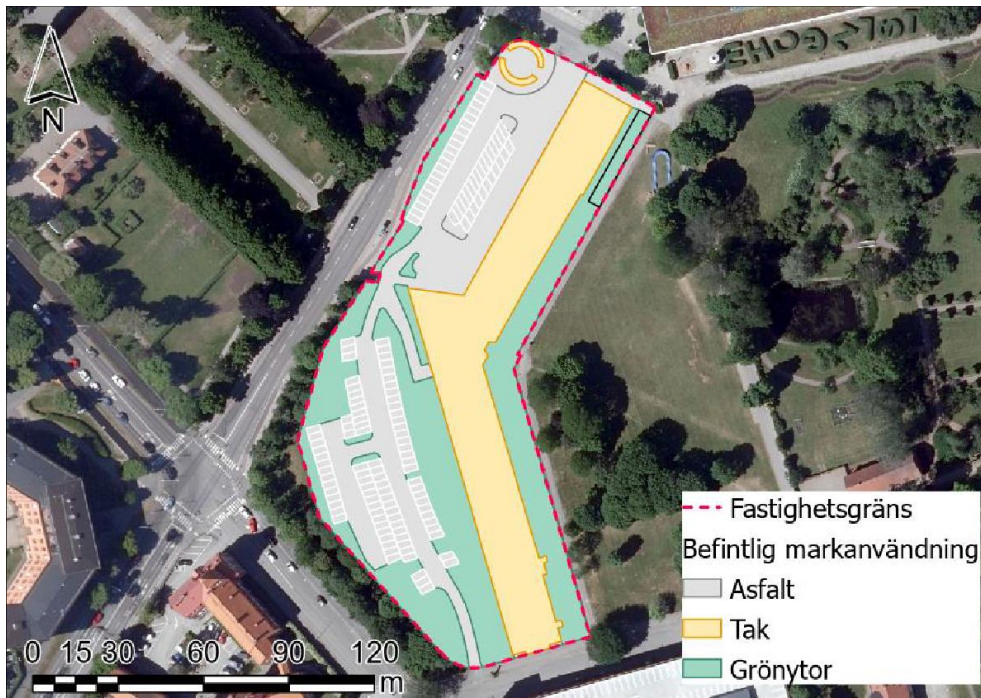 N
Fastighetsgräns
Befintlig markanvändning
Asfalt
Tak
Grönytor
0 15 30 60 90 120
m